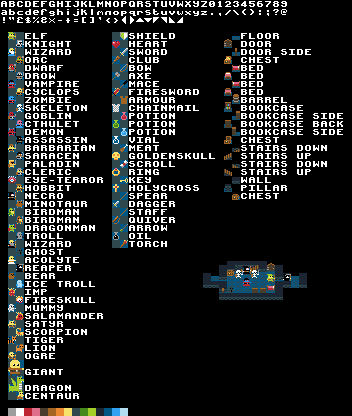 ABCDEFGHIJKLMNOPQRSTUVWXYZ0123456789
abcdefghijklmnopqrstuvwxyz.,/\():;?@
ELF
KNIGHT
WIZARD
ORC
DWARF
DROW
VAMPIRE
CYCLOPS
ZOMBIE
SKELETON
GOBLIN
CTHULET
DEMON
ASSASSIN
BARBARIAN
SARACEN
PALADIN
CLERIC
EYE-TERROR
HOBBIT
NECRO
MINOTAUR
BIRDMAN
BIRDMAN
DRAGONMAN
TROLL
WIZARD
GHOST
ACOLYTE
REAPER
BEAR
ICE TROLL
IMP
FIRESKULL
MUMMY
SALAMANDER
SATYR
SCORPION
TIGER
LION
OGRE
GIANT
DRAGON
CENTAUR
SHIELD
HEART
SWORD
CLUB
BOW
AXE
MACE
FIRESWORD
ARMOUR
CHAINMAIL
POTION
POTION
POTION
VIAL
MEAT
GOLDENSKULL
SCROLL
RING
KEY
HOLYCROSS
SPEAR
DAGGER
STAFF
QUIVER
ARROW
OIL
TORCH
FLOOR
DOOR
DOOR SIDE
CHEST
BED
BED
BED
BED
BARREL
BOOKCASE
BOOKCASE SIDE
BOOKCASE BACK
BOOKCASE SIDE
CHEST
STAIRS DOWN
STAIRS UP
STAIRS DOWN
STAIRS UP
WALL
PILLAR
CHEST